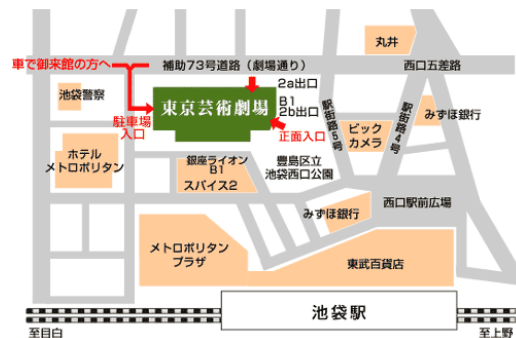 丸井
車で御来館の方へ
補助73号道路（劇場通り）
西口五差路
2a出口
池袋警察
東京芸術劇場
B1
2b出口
駅街路5号
駅街路4号
みずほ銀行
駐車場
入口
正面入口
ビック
カメラ
ホテル
メトロポリタン
銀座ライオン
B1
スパイス2
豊島区立
池袋西口公園
みずほ銀行
西口駅前広場
メトロポリタン
プラザ
東武百貨店
池袋駅
至目白
至上野